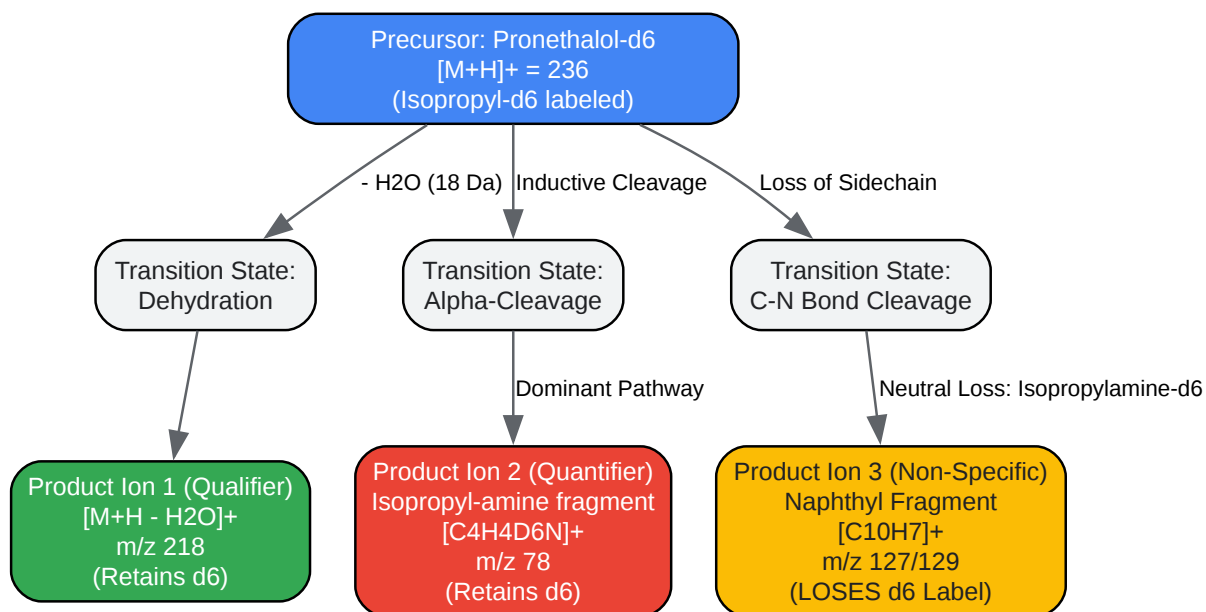 Precursor: Pronethalol-d6
[M+H]+ = 236
(Isopropyl-d6 labeled)
- H2O (18 Da)
Inductive Cleavage
Loss of Sidechain
Transition State:
Dehydration
Transition State:
Alpha-Cleavage
Transition State:
C-N Bond Cleavage
Dominant Pathway
Neutral Loss: Isopropylamine-d6
Product Ion 1 (Qualifier)
[M+H - H2O]+
m/z 218
(Retains d6)
Product Ion 2 (Quantifier)
Isopropyl-amine fragment
[C4H4D6N]+
m/z 78
(Retains d6)
Product Ion 3 (Non-Specific)
Naphthyl Fragment
[C10H7]+
m/z 127/129
(LOSES d6 Label)